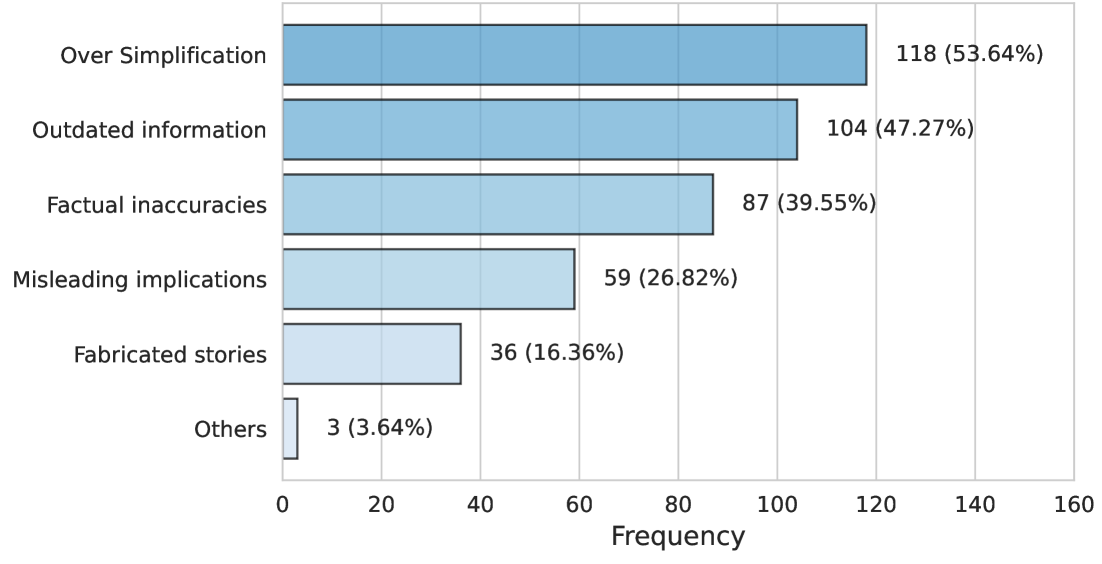 Over Simplification 118 (53.64%)
Outdated information 104 (47.27%)
Factual inaccuracies 87 (39.55%)
Misleading implications 59 (26.82%)
Fabricated stories 36 (16.36%)
Others 3 (3.64%)
0 20 40 60 80 100 120 140 160
Frequency